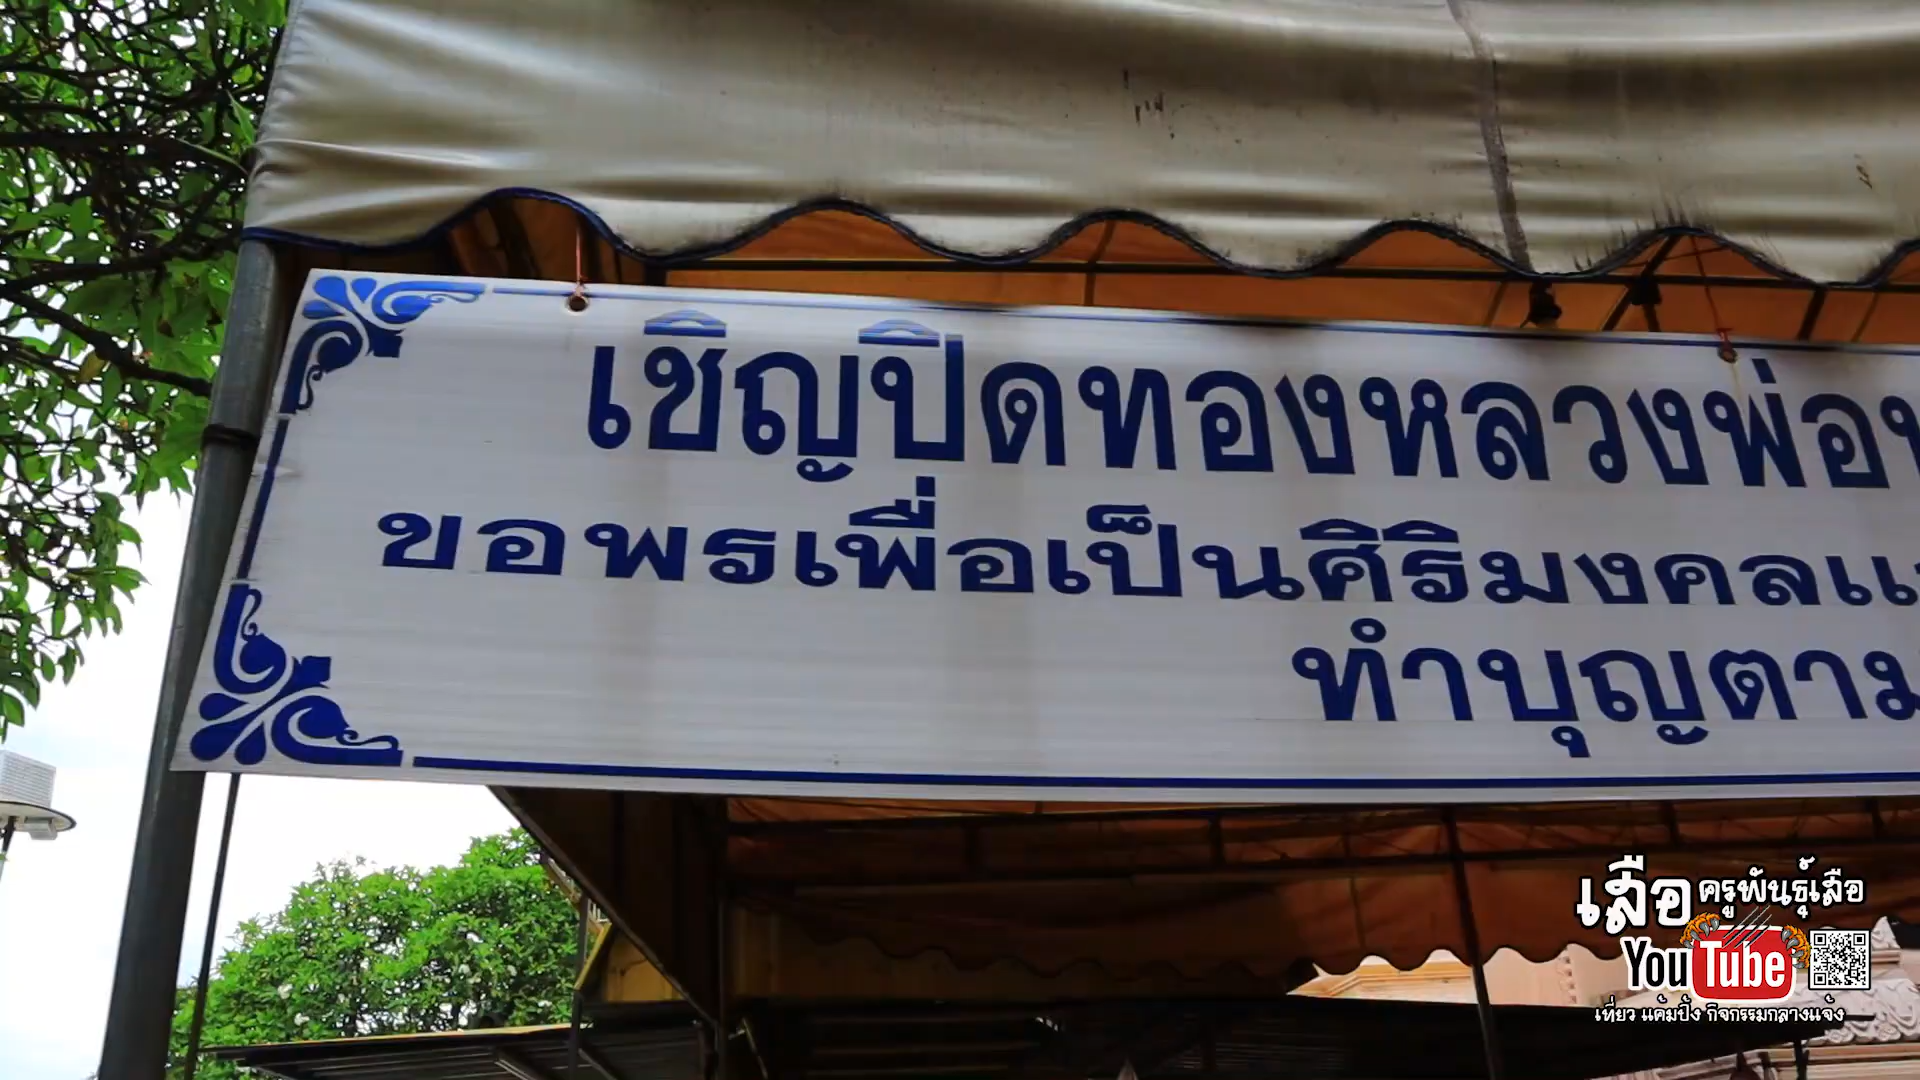 เชิญปิดทองหลวงพ่อ
ขอพรเพื่อเป็นศิริมงคล
ทำบุญตาม
เสือ ครูพันธุ์เสือ
YouTube
เที่ยว แค้มปิ้ง กิจกรรมกลางแจ้ง